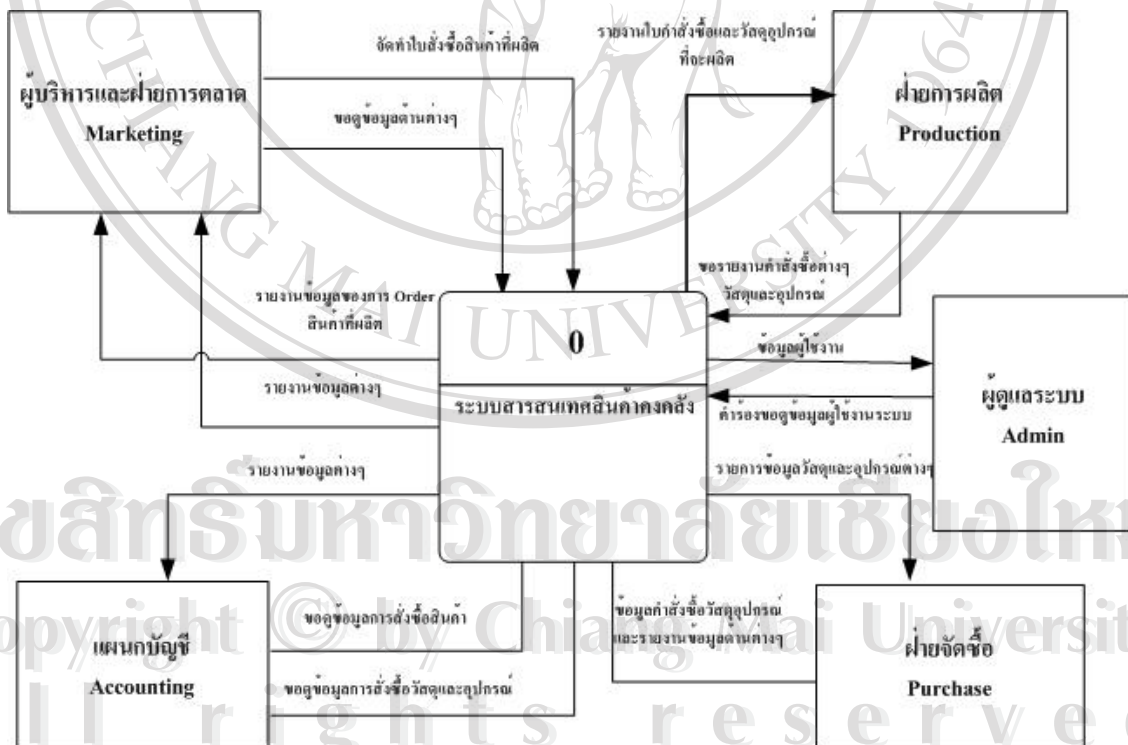 จัดทำใบสั่งซื้อสินค้าที่ผลิต
รายงานใบคำสั่งซื้อและวัสดุอุปกรณ์
ที่จะผลิต
ผู้บริหารและฝ่ายการตลาด
Marketing
ขอดูข้อมูลด้านต่างๆ
ฝ่ายการผลิต
Production
CHIANG MAI UNIVERSITY 1964
ขอรายงานคำสั่งซื้อต่างๆ
วัสดุและอุปกรณ์
รายงานข้อมูลของการ Order
สินค้าที่ผลิต
0
ข้อมูลผู้ใช้งาน
รายงานข้อมูลต่างๆ
ระบบสารสนเทศสินค้าคงคลัง
คำร้องขอดูข้อมูลผู้ใช้งานระบบ
ผู้ดูแลระบบ
Admin
รายงานข้อมูลต่างๆ
รายการข้อมูลวัสดุและอุปกรณ์ต่างๆ
ขสิทธิ์มหาวิทยาลัยเชียงให
แผนกบัญชี
Accounting
ขอดูข้อมูลการสั่งซื้อสินค้า
ขอดูข้อมูลการสั่งซื้อวัสดุและอุปกรณ์
ข้อมูลคำสั่งซื้อวัสดุอุปกรณ์
และรายงานข้อมูลด้านต่างๆ
ฝ่ายจัดซื้อ
Purchase
opyright © by Chiang Mai Universit
l l r i g h t s r e s e r v e